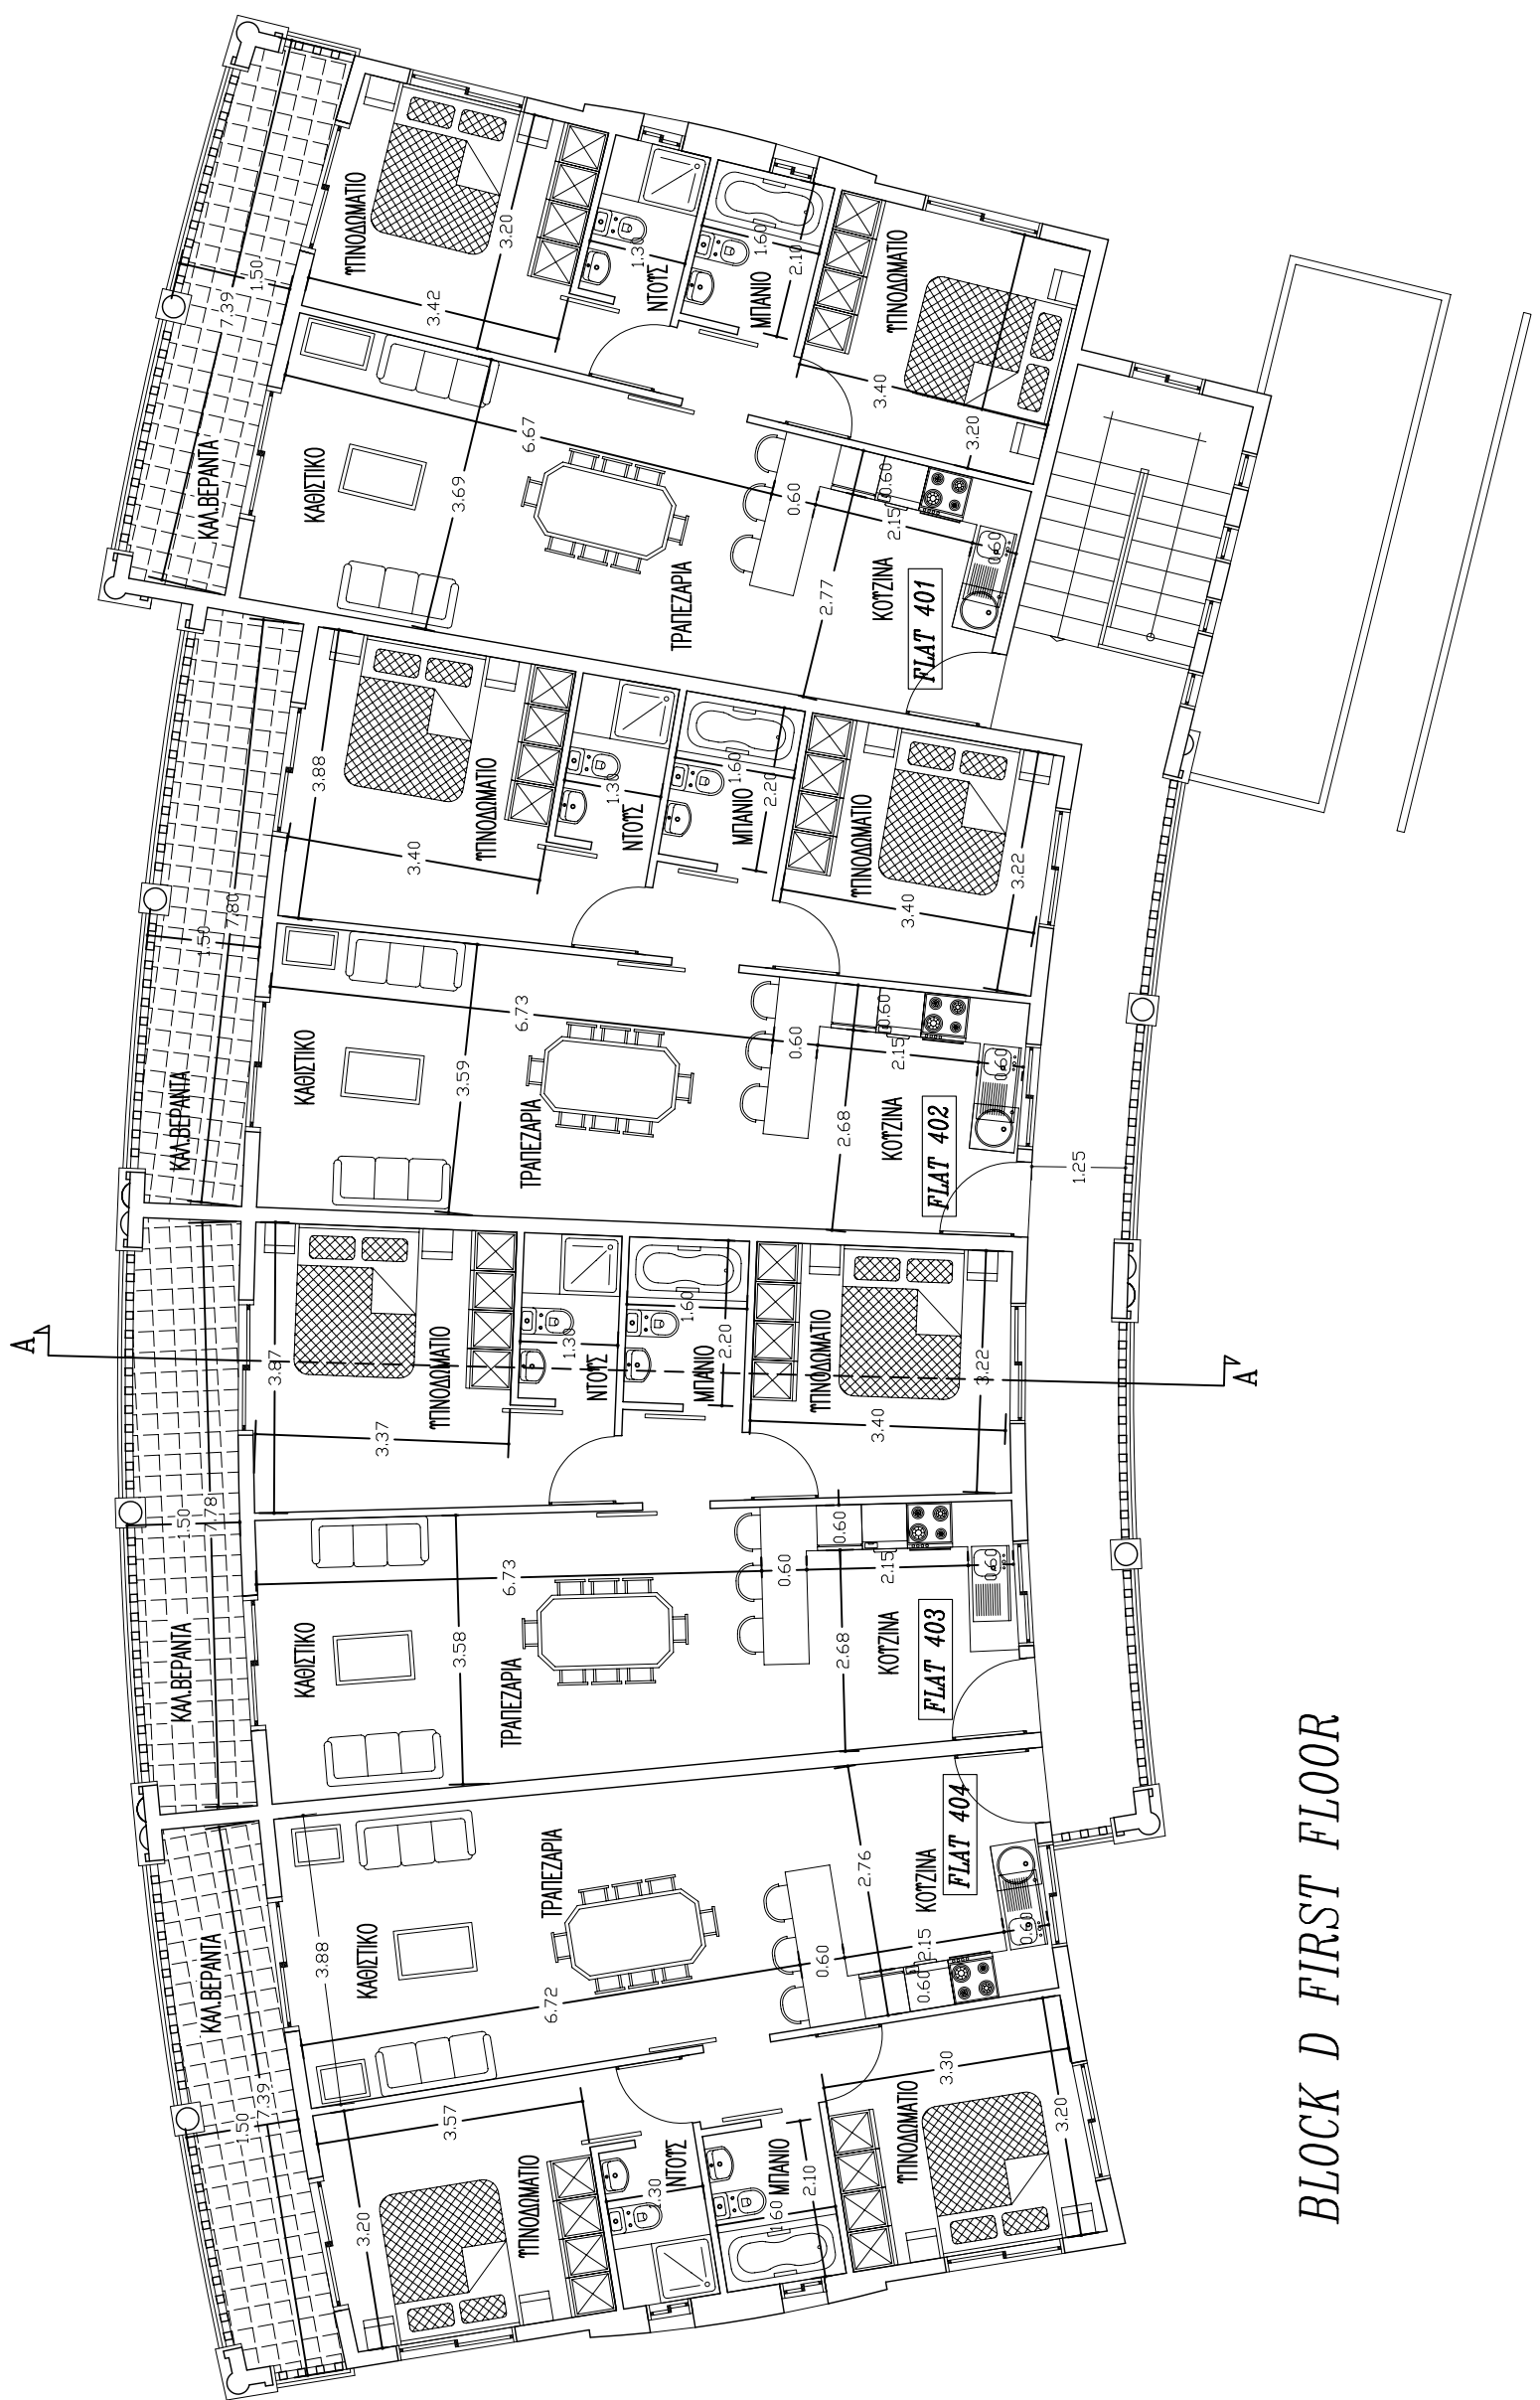 ΚΑΛ.ΒΕΡΑΝΤΑ
7.39
1.50
ΥΠΝΟΔΩΜΑΤΙΟ
3.20
3.57
ΚΑΘΙΣΤΙΚΟ
3.88
6.72
ΤΡΑΠΕΖΑΡΙΑ
ΝΤΟΥΣ
1.30
ΜΠΑΝΙΟ
1.60
2.10
ΥΠΝΟΔΩΜΑΤΙΟ
3.30
3.20
0.60
2.76
0.60
2.15
0.60
ΚΟΥΖΙΝΑ
FLAT 404
ΚΑΛ.ΒΕΡΑΝΤΑ
7.78
1.50
ΚΑΘΙΣΤΙΚΟ
3.58
6.73
ΤΡΑΠΕΖΑΡΙΑ
0.60
2.68
0.60
2.15
0.60
ΚΟΥΖΙΝΑ
FLAT 403
A
3.87
3.37
ΥΠΝΟΔΩΜΑΤΙΟ
ΝΤΟΥΣ
1.30
ΜΠΑΝΙΟ
1.60
2.20
ΥΠΝΟΔΩΜΑΤΙΟ
3.40
3.22
A
ΚΑΛ.ΒΕΡΑΝΤΑ
7.80
1.50
ΚΑΘΙΣΤΙΚΟ
3.59
6.73
ΤΡΑΠΕΖΑΡΙΑ
0.60
2.68
0.60
2.15
0.60
ΚΟΥΖΙΝΑ
FLAT 402
1.25
3.88
3.40
ΥΠΝΟΔΩΜΑΤΙΟ
ΝΤΟΥΣ
1.30
ΜΠΑΝΙΟ
1.60
2.20
ΥΠΝΟΔΩΜΑΤΙΟ
3.40
3.22
ΚΑΛ.ΒΕΡΑΝΤΑ
7.39
1.50
ΚΑΘΙΣΤΙΚΟ
3.69
6.67
ΤΡΑΠΕΖΑΡΙΑ
0.60
2.77
0.60
2.15
0.60
ΚΟΥΖΙΝΑ
FLAT 401
ΥΠΝΟΔΩΜΑΤΙΟ
3.42
3.20
ΝΤΟΥΣ
1.30
ΜΠΑΝΙΟ
1.60
2.10
ΥΠΝΟΔΩΜΑΤΙΟ
3.40
3.20
BLOCK D FIRST FLOOR